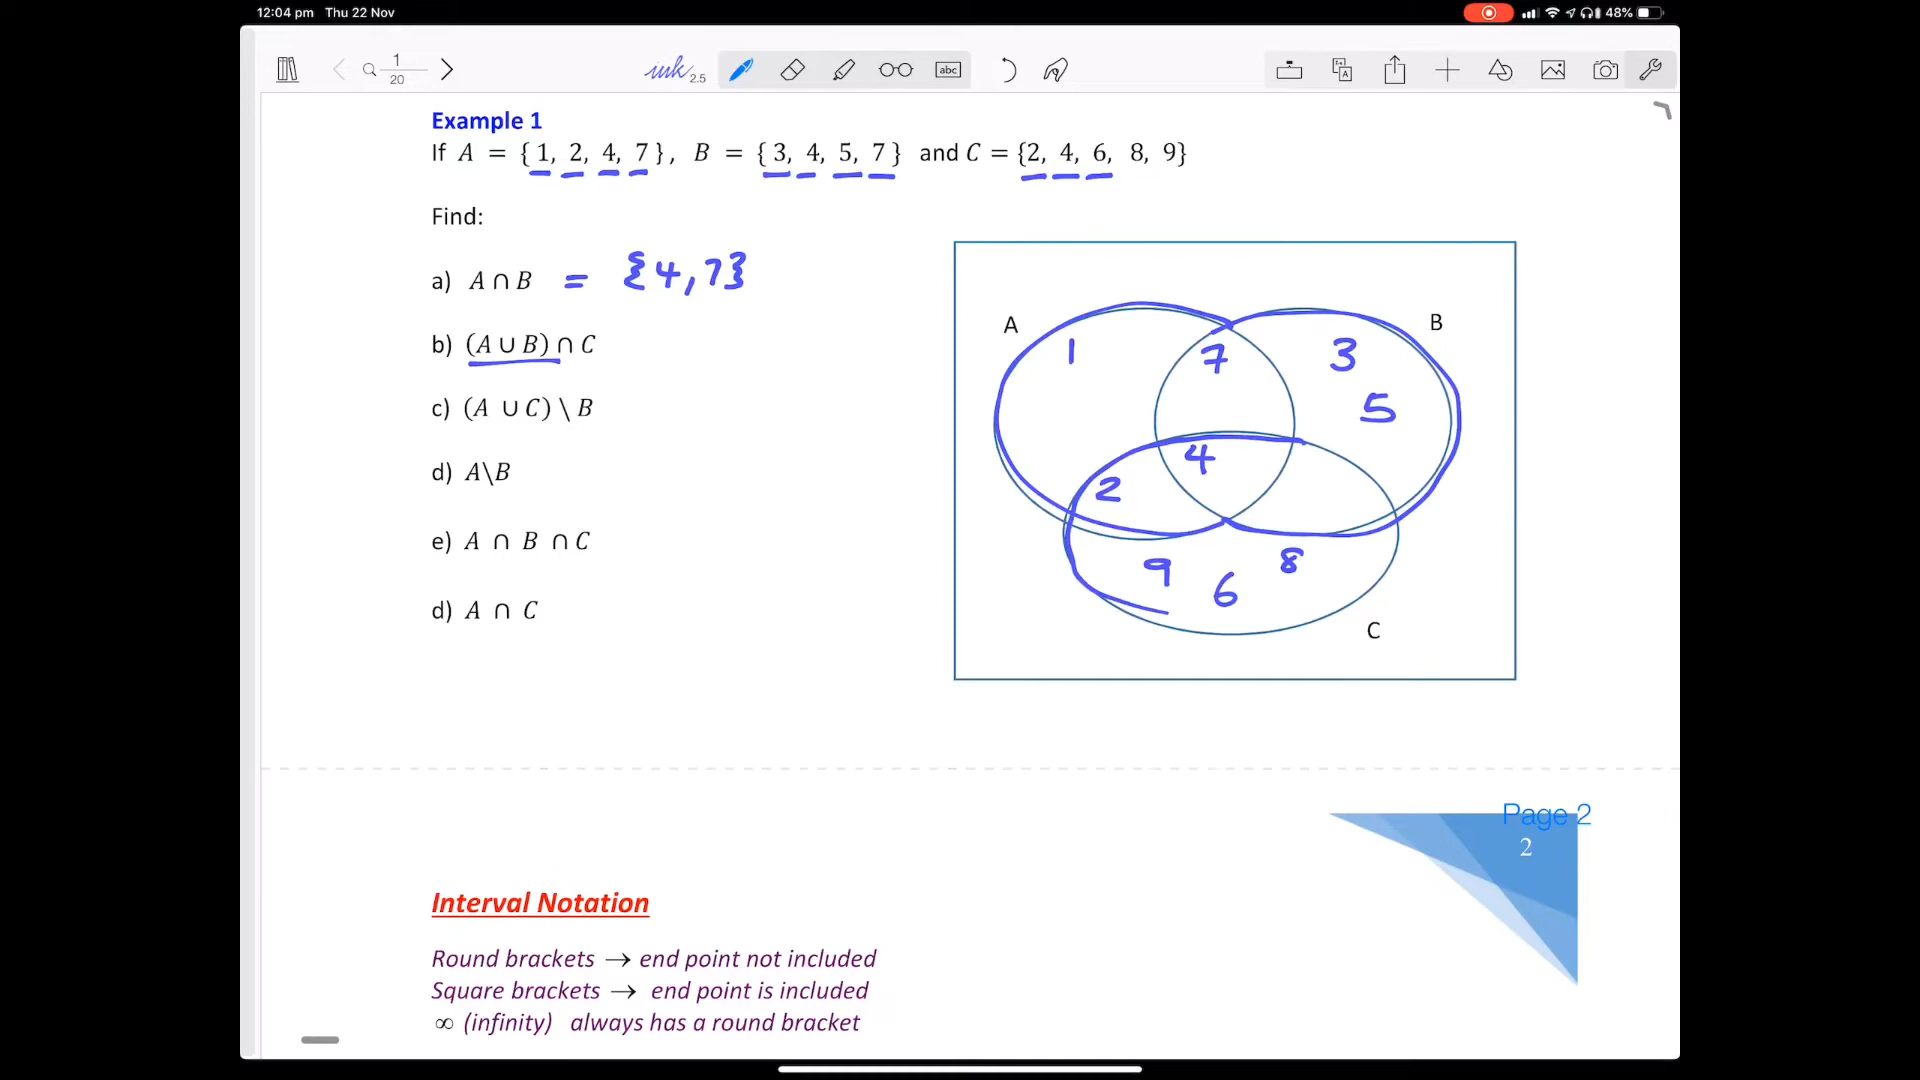 12:04 pm Thu 22 Nov
48%
1
20
ink 2.5
abc
Example 1
If A = { 1, 2, 4, 7 }, B = { 3, 4, 5, 7 } and C = {2, 4, 6, 8, 9}
Find:
a) A ∩ B = {4,7}
b) (A ∪ B) ∩ C
c) (A ∪ C) \ B
d) A\B
e) A ∩ B ∩ C
d) A ∩ C
A
B
1
7
3
5
4
2
9
6
8
C
Page 2
2
Interval Notation
Round brackets → end point not included
Square brackets → end point is included
∞ (infinity) always has a round bracket